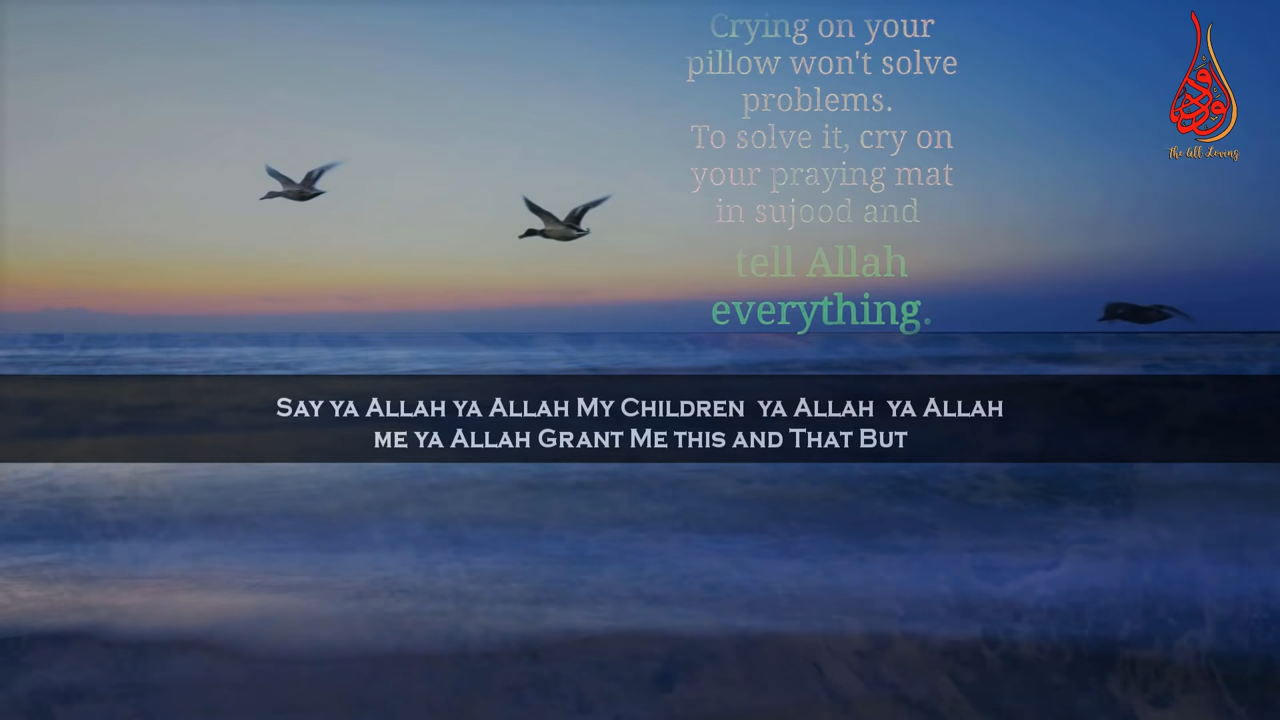 Crying on your
pillow won't solve
problems.
To solve it, cry on
your praying mat
in sujood and
tell Allah
everything.
The All Loving
Say ya Allah ya Allah My Children ya Allah ya Allah
me ya Allah Grant Me this and That But